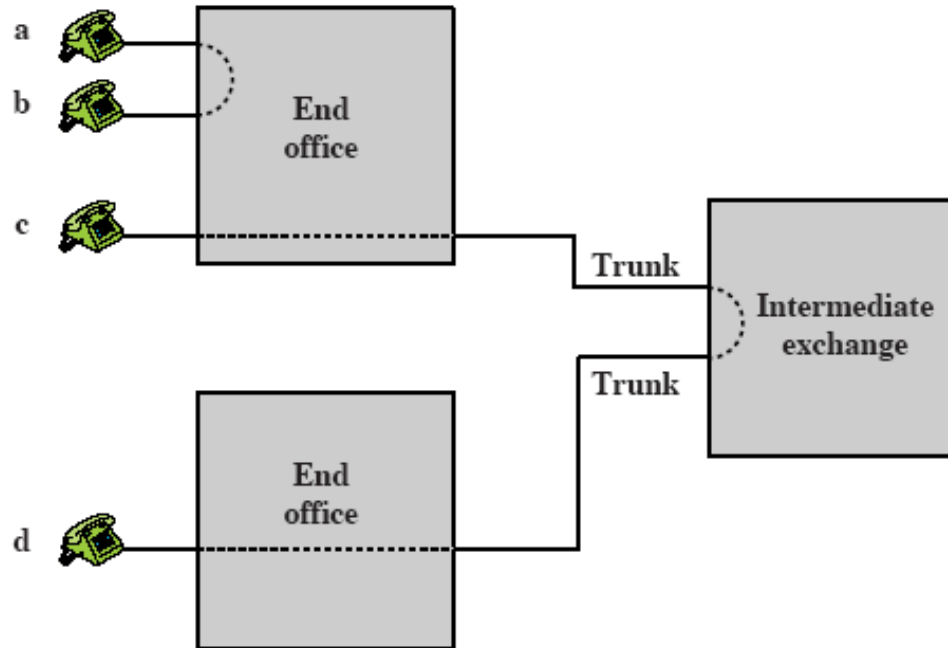 a
b
End
office
c
Trunk
Intermediate
exchange
Trunk
End
office
d